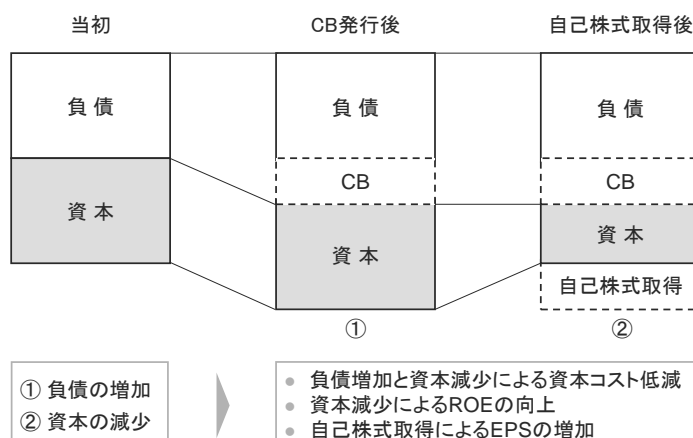 当初
CB発行後
自己株式取得後
負 債
負 債
負 債
CB
CB
資 本
資 本
資 本
自己株式取得
①
②
① 負債の増加
② 資本の減少
● 負債増加と資本減少による資本コスト低減
● 資本減少によるROEの向上
● 自己株式取得によるEPSの増加